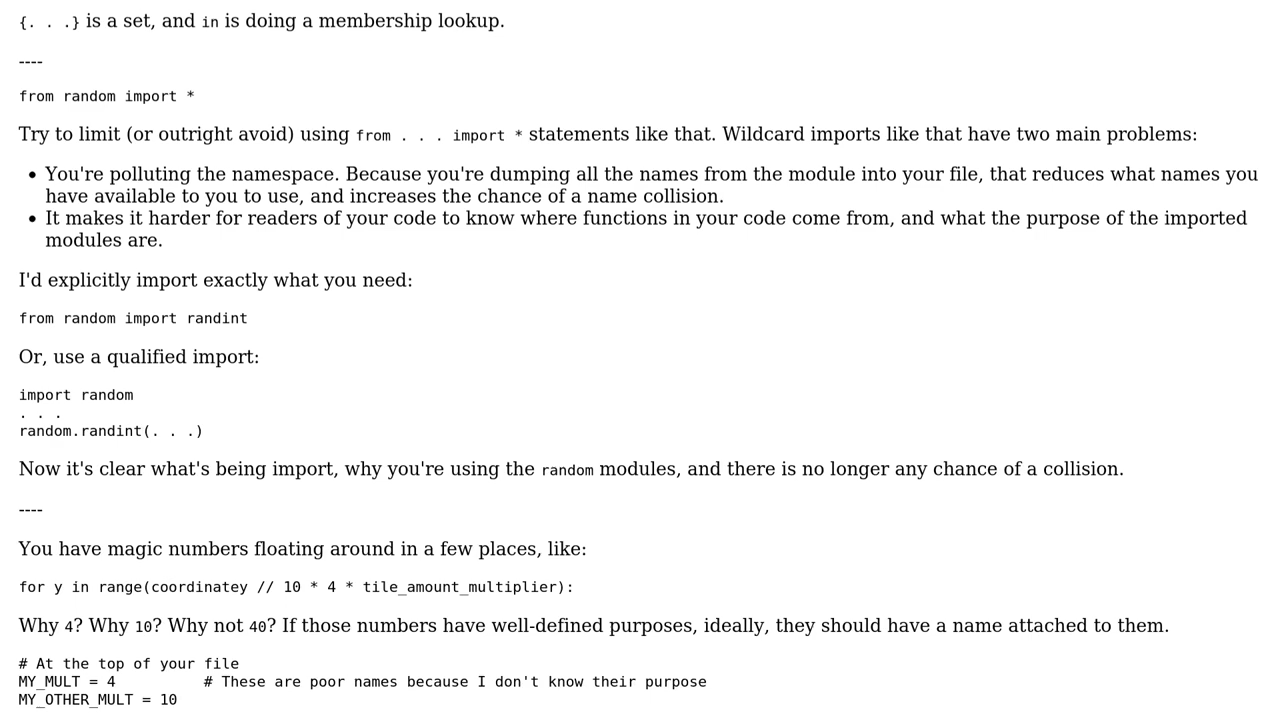 {. . .} is a set, and in is doing a membership lookup.
----
from random import *
Try to limit (or outright avoid) using from . . . import * statements like that. Wildcard imports like that have two main problems:
• You're polluting the namespace. Because you're dumping all the names from the module into your file, that reduces what names you
have available to you to use, and increases the chance of a name collision.
• It makes it harder for readers of your code to know where functions in your code come from, and what the purpose of the imported
modules are.
I'd explicitly import exactly what you need:
from random import randint
Or, use a qualified import:
import random
. . .
random.randint(. . .)
Now it's clear what's being import, why you're using the random modules, and there is no longer any chance of a collision.
----
You have magic numbers floating around in a few places, like:
for y in range(coordinatey // 10 * 4 * tile_amount_multiplier):
Why 4? Why 10? Why not 40? If those numbers have well-defined purposes, ideally, they should have a name attached to them.
# At the top of your file
MY_MULT = 4          # These are poor names because I don't know their purpose
MY_OTHER_MULT = 10